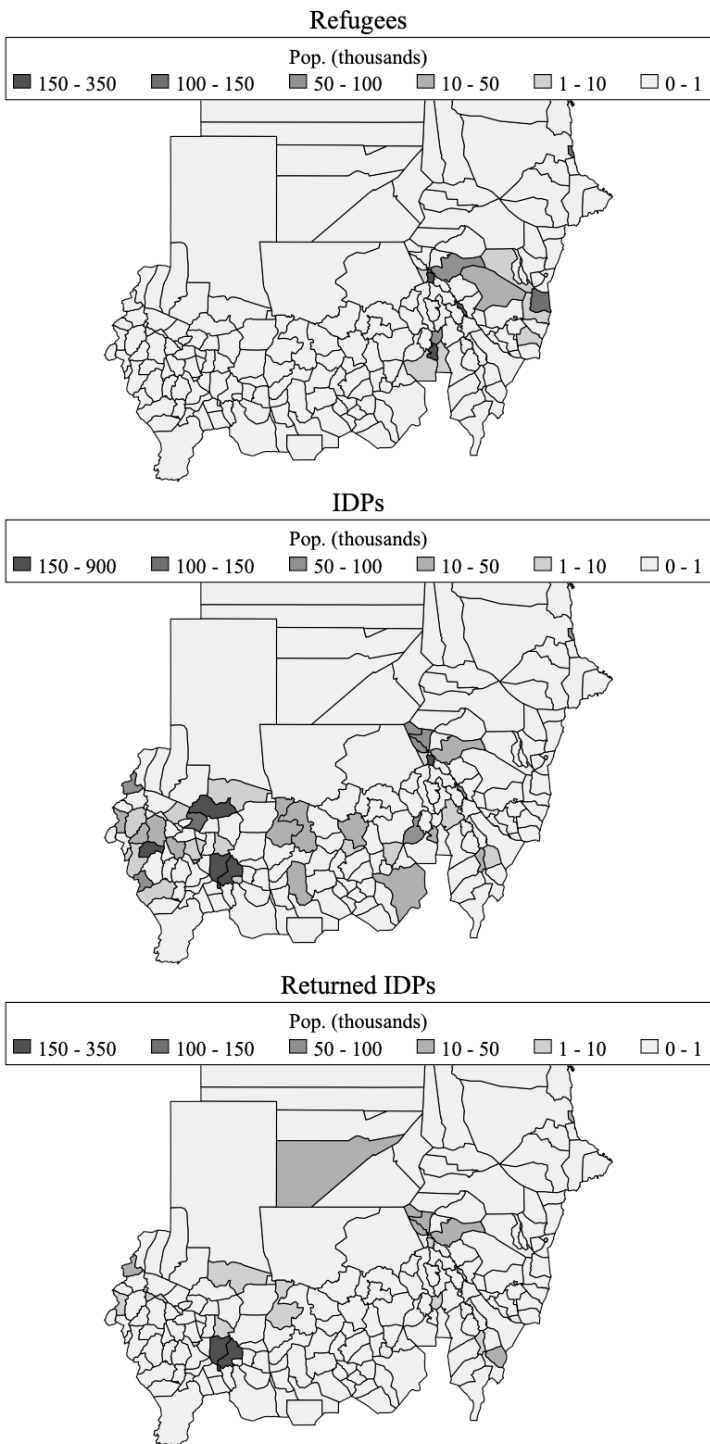 Refugees
Pop. (thousands)
150 - 350 100 - 150 50 - 100 10 - 50 1 - 10 0 - 1
IDPs
Pop. (thousands)
150 - 900 100 - 150 50 - 100 10 - 50 1 - 10 0 - 1
Returned IDPs
Pop. (thousands)
150 - 350 100 - 150 50 - 100 10 - 50 1 - 10 0 - 1